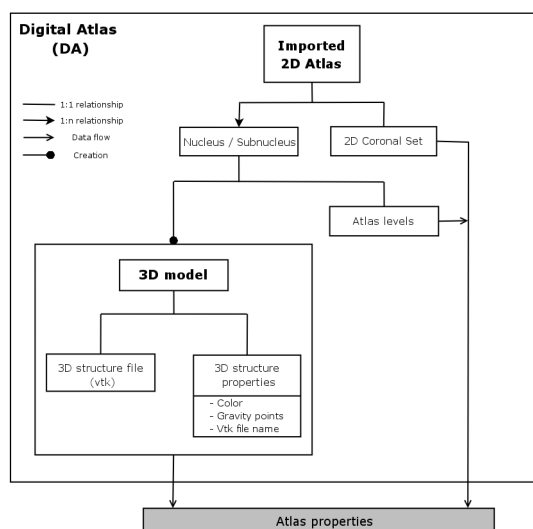 Digital Atlas
(DA)
Imported
2D Atlas
1:1 relationship
1:n relationship
Data flow
Creation
Nucleus / Subnucleus
2D Coronal Set
Atlas levels
3D model
3D structure file
(vtk)
3D structure
properties
- Color
- Gravity points
- Vtk file name
Atlas properties